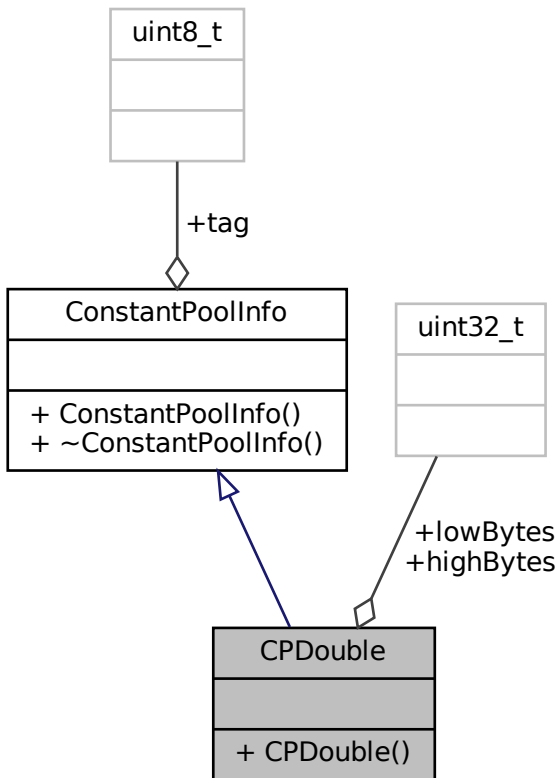 uint8_t
+tag
ConstantPoolInfo
+ ConstantPoolInfo()
+ ~ConstantPoolInfo()
uint32_t
+lowBytes
+highBytes
CPDouble
+ CPDouble()